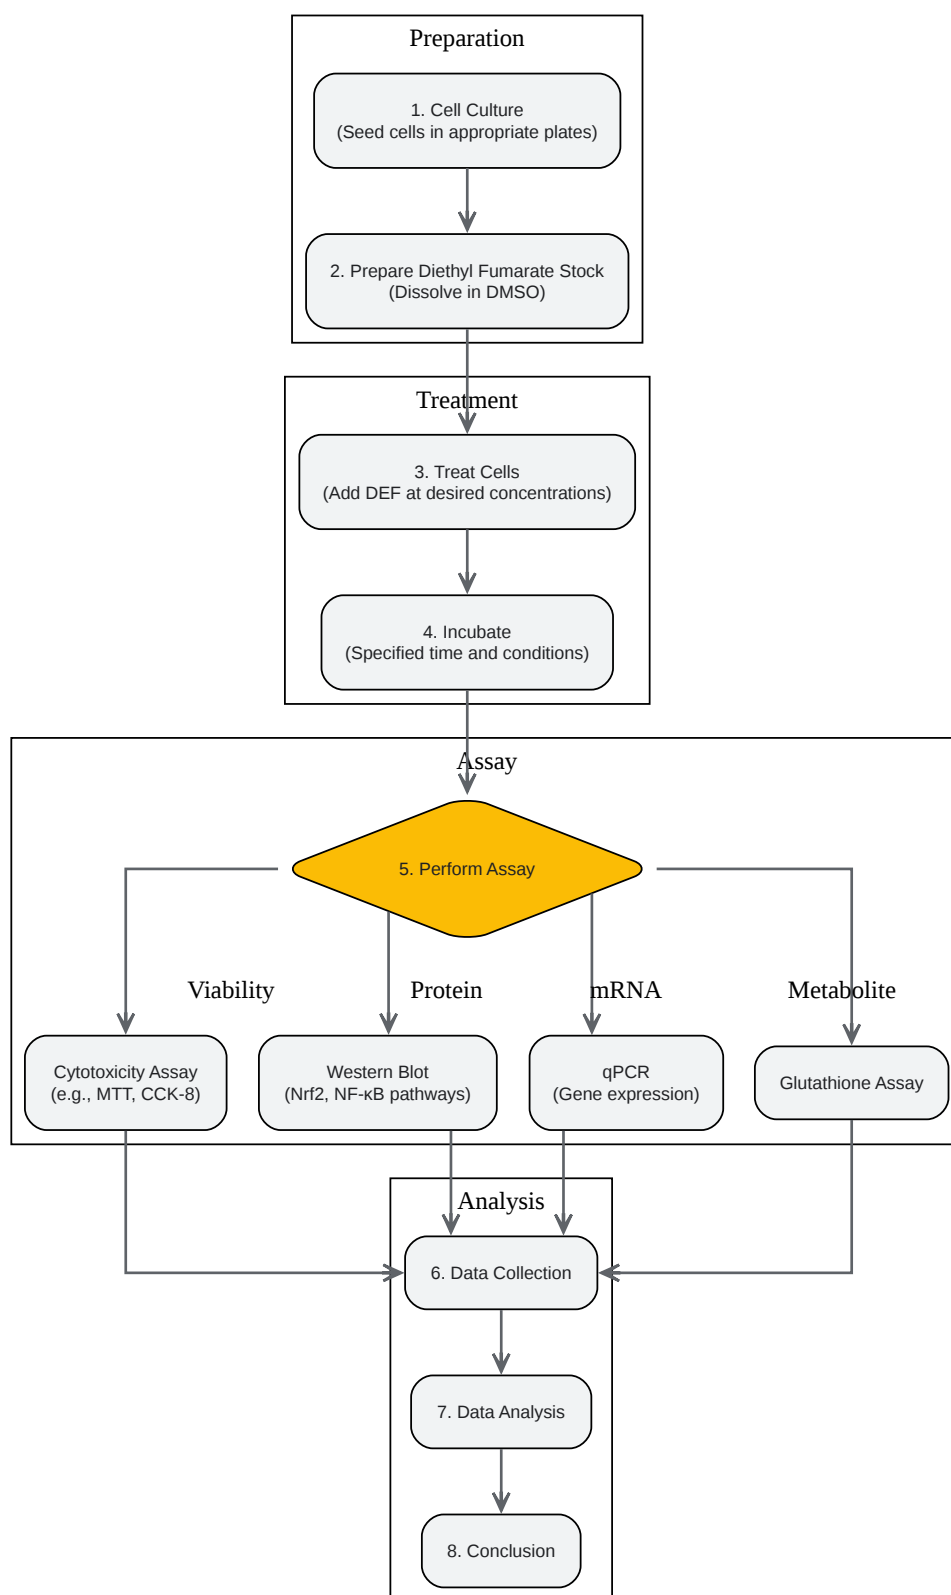 Preparation
1. Cell Culture
(Seed cells in appropriate plates)
2. Prepare Diethyl Fumarate Stock
(Dissolve in DMSO)
Treatment
3. Treat Cells
(Add DEF at desired concentrations)
4. Incubate
(Specified time and conditions)
Assay
5. Perform Assay
Viability
Protein
mRNA
Metabolite
Cytotoxicity Assay
(e.g., MTT, CCK-8)
Western Blot
(Nrf2, NF-κB pathways)
qPCR
(Gene expression)
Glutathione Assay
Analysis
6. Data Collection
7. Data Analysis
8. Conclusion